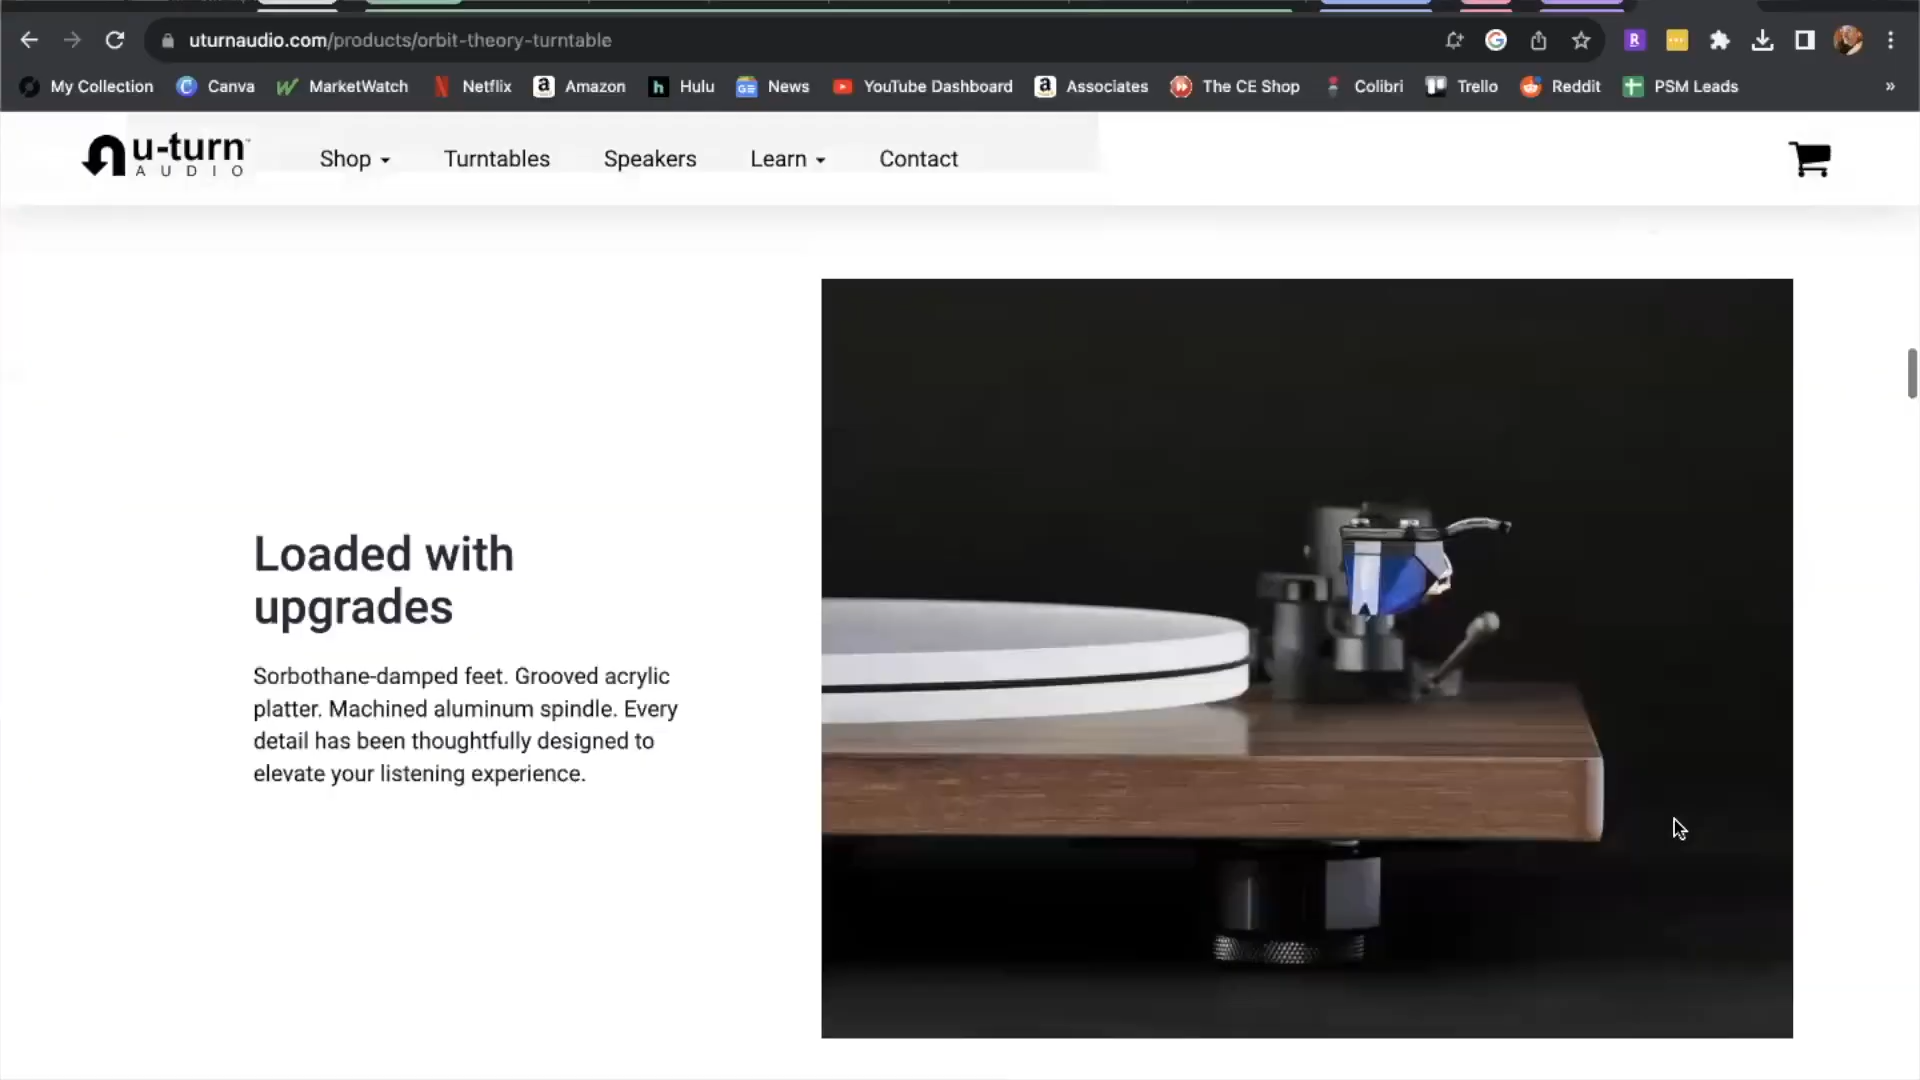 uturnaudio.com/products/orbit-theory-turntable
My Collection Canva MarketWatch Netflix Amazon Hulu News YouTube Dashboard Associates The CE Shop Colibri Trello Reddit PSM Leads »
u-turn
AUDIO
Shop Turntables Speakers Learn Contact
Loaded with
upgrades
Sorbothane-damped feet. Grooved acrylic
platter. Machined aluminum spindle. Every
detail has been thoughtfully designed to
elevate your listening experience.